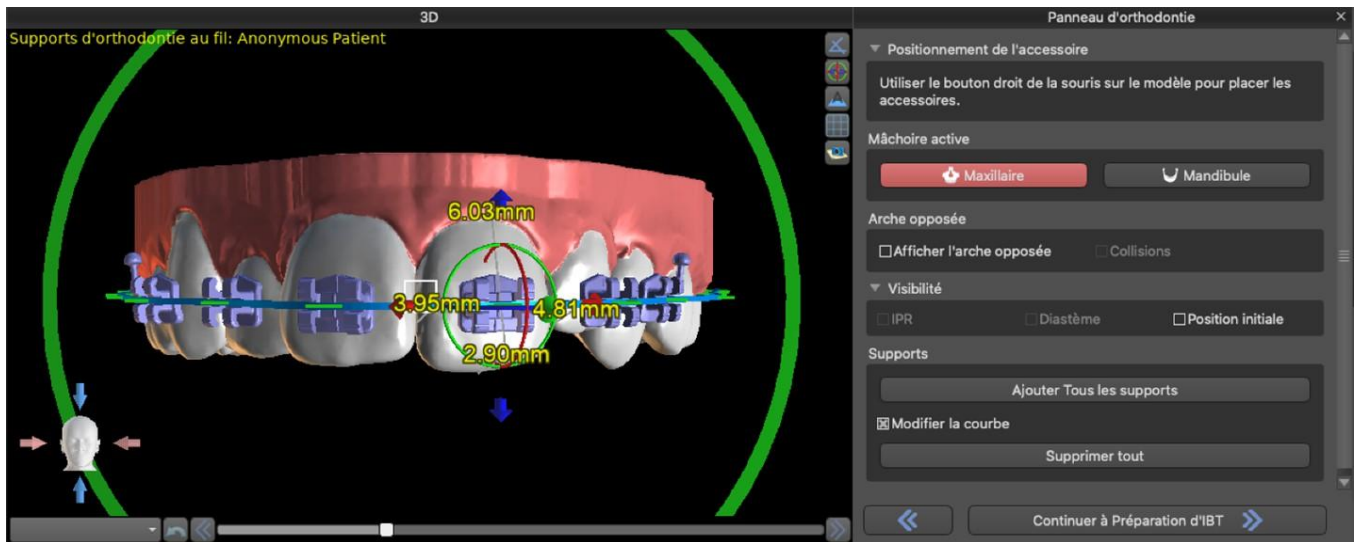 3D
Supports d'orthodontie au fil: Anonymous Patient
6.03mm
3.95mm
4.81mm
2.90mm
Panneau d'orthodontie
Positionnement de l'accessoire
Utiliser le bouton droit de la souris sur le modèle pour placer les
accessoires.
Mâchoire active
Maxillaire
Mandibule
Arche opposée
Afficher l'arche opposée
Collisions
Visibilité
IPR
Diastème
Position initiale
Supports
Ajouter Tous les supports
Modifier la courbe
Supprimer tout
Continuer à Préparation d'IBT